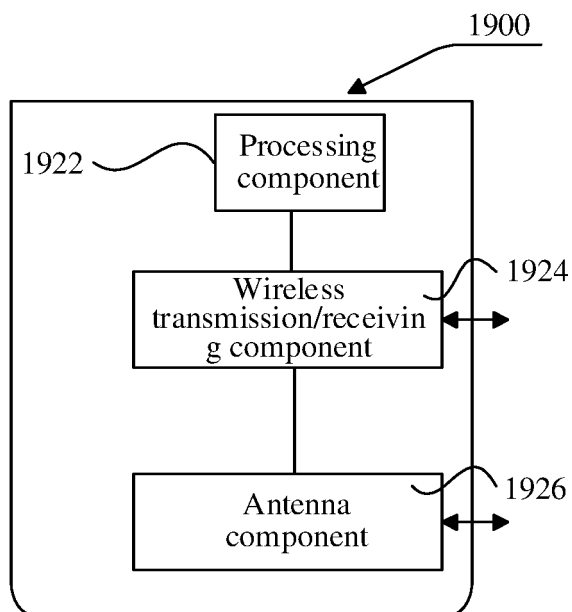 1900
1922
Processing
component
1924
Wireless
transmission/receivin
g component
1926
Antenna
component